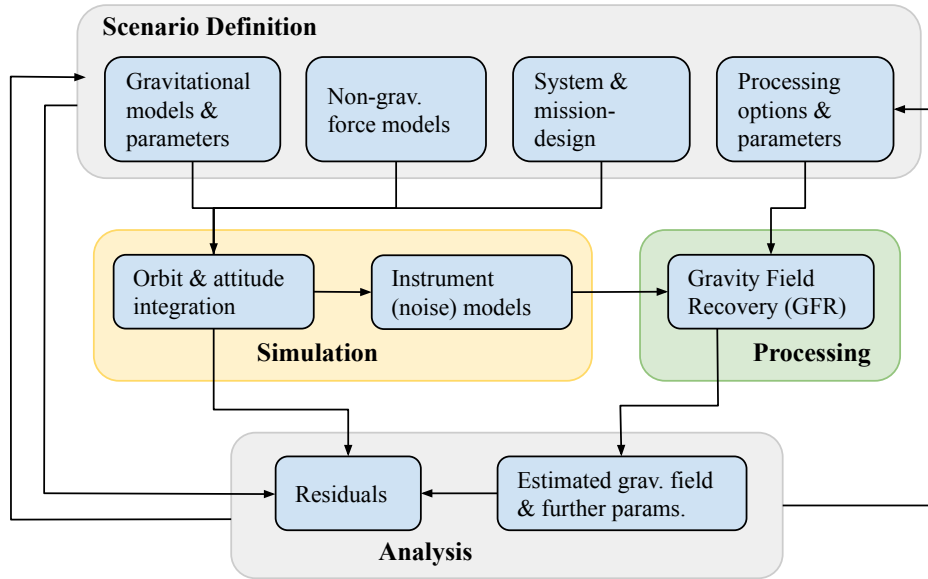 Scenario Definition
Gravitational
models &
parameters
Non-grav.
force models
System &
mission-
design
Processing
options &
parameters
Orbit & attitude
integration
Instrument
(noise) models
Simulation
Gravity Field
Recovery (GFR)
Processing
Residuals
Estimated grav. field
& further params.
Analysis